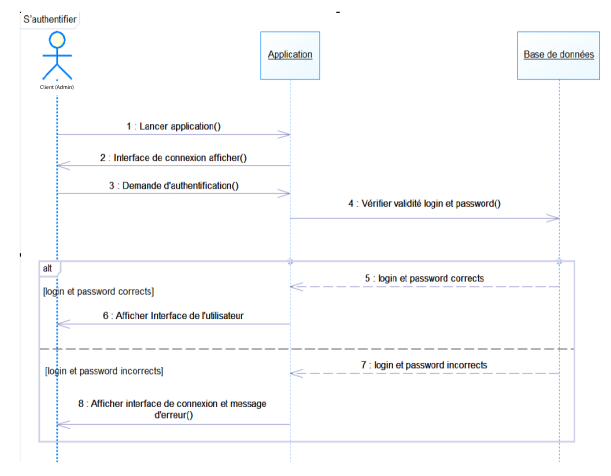 S'authentifier
Application
Base de données
Client (Admin)
1 : Lancer application()
2 : Interface de connexion afficher()
3 : Demande d'authentification()
4 : Vérifier validité login et password()
alt
5 : login et password corrects
[login et password corrects]
6 : Afficher Interface de l'utilisateur
7 : login et password incorrects
[login et password incorrects]
8 : Afficher interface de connexion et message
d'erreur()